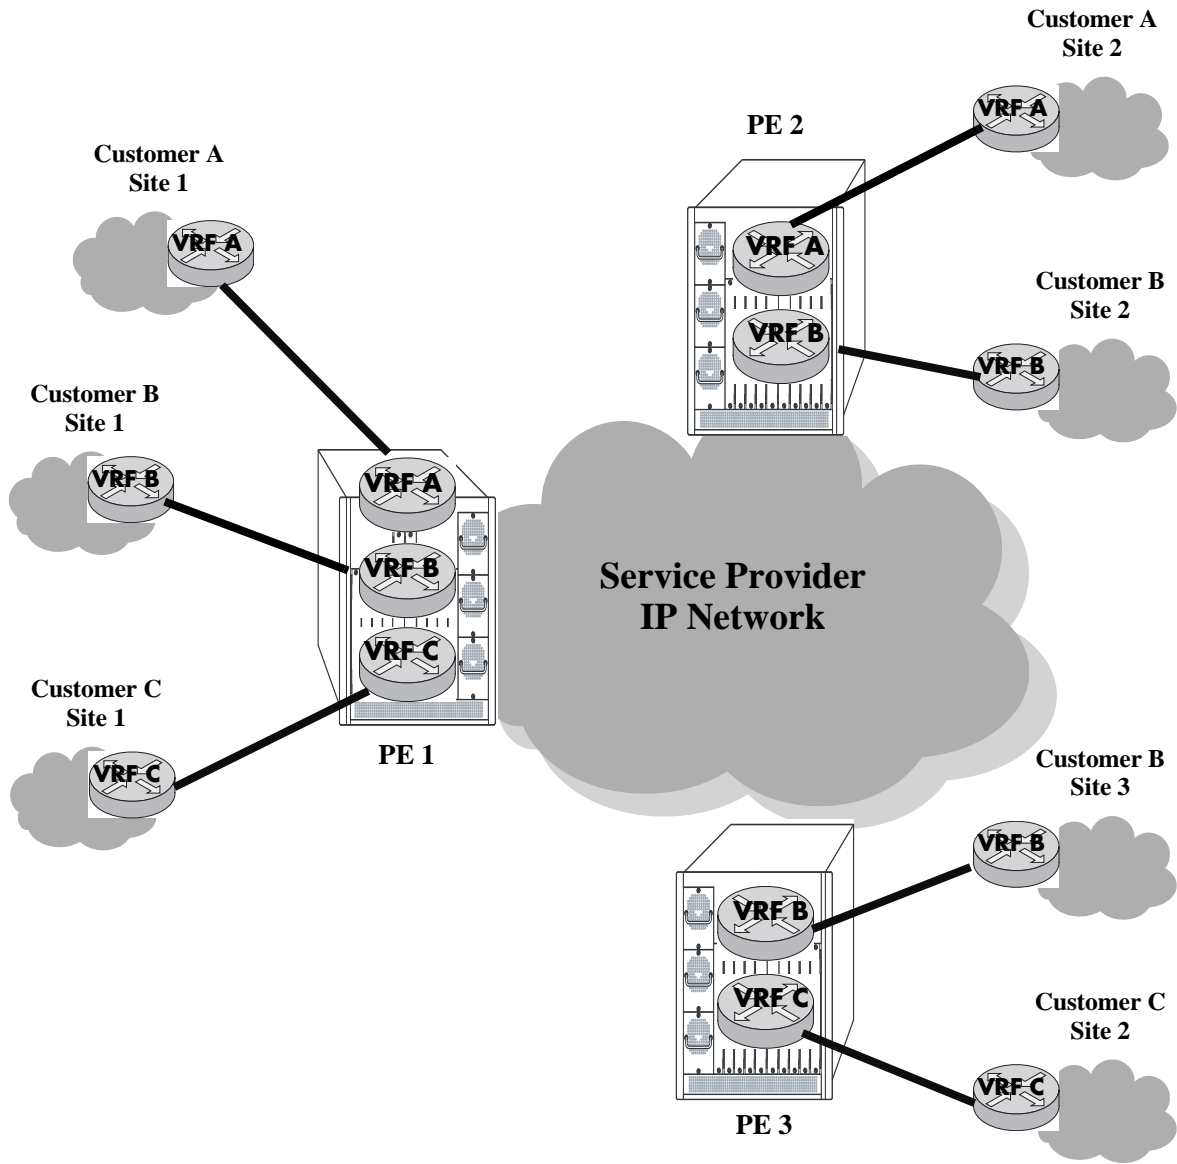 Customer A
Site 2
VRF A
PE 2
Customer A
Site 1
VRF A
VRF A
VRF B
Customer B
Site 2
VRF B
Customer B
Site 1
VRF B
VRF A
VRF B
VRF C
PE 1
Service Provider
IP Network
Customer C
Site 1
VRF C
Customer B
Site 3
VRF B
VRF B
VRF C
PE 3
Customer C
Site 2
VRF C